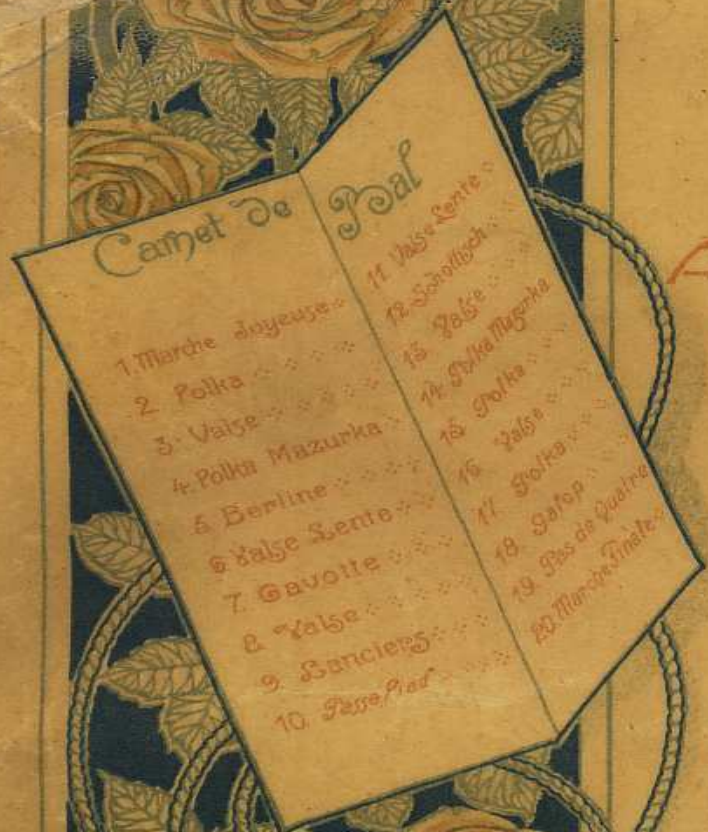 Carnet de Bal
1. Marche Joyeuse
2. Polka
3. Valse
4. Polka Mazurka
5. Berline
6. Valse Lente
7. Gavotte
8. Valse
9. Lanciers
10. Passe Pied
11. Valse Lente
12. Schottisch
13. Valse
14. Polka Mazurka
15. Polka
16. Valse
17. Polka
18. Galop
19. Pas de Quatre
20. Marche Finale